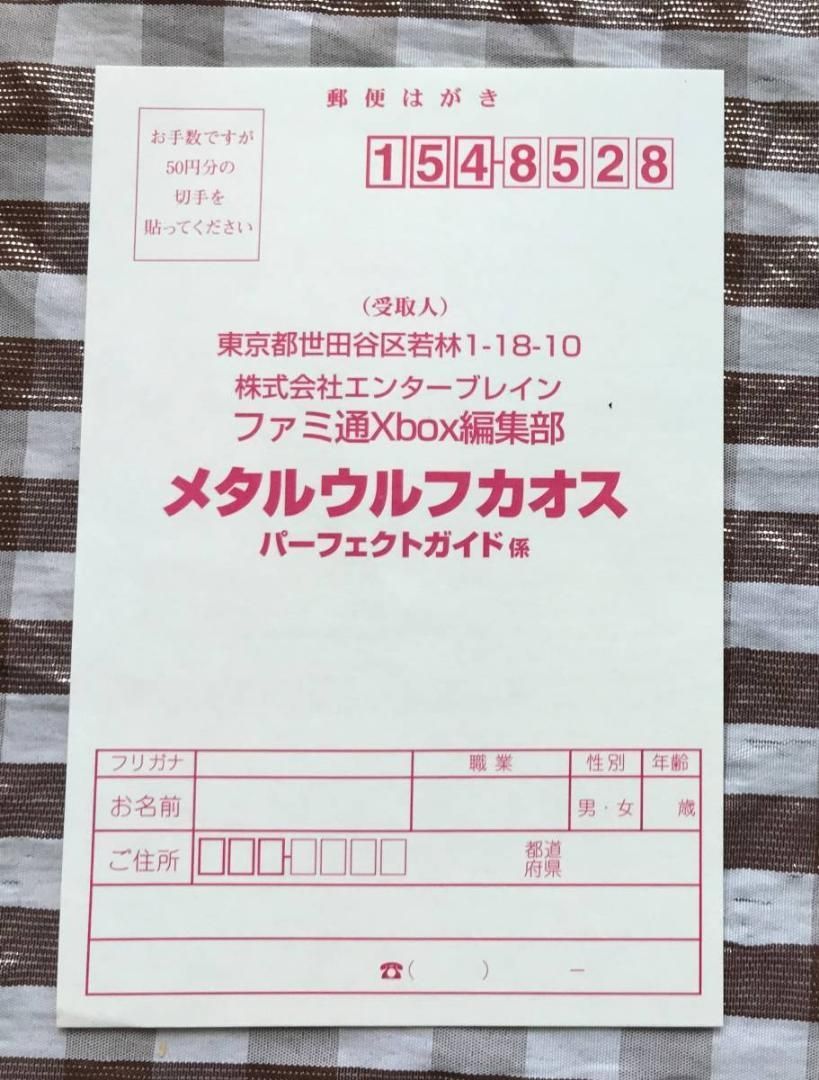 郵便はがき
お手数ですが
50円分の
切手を
貼ってください
154-8528
（受取人）
東京都世田谷区若林1-18-10
株式会社エンターブレイン
ファミ通Xbox編集部
メタルウルフカオス
パーフェクトガイド係
フリガナ 職業 性別 年齢
お名前 男・女 歳
ご住所 - 都道
府県
☎( ) －